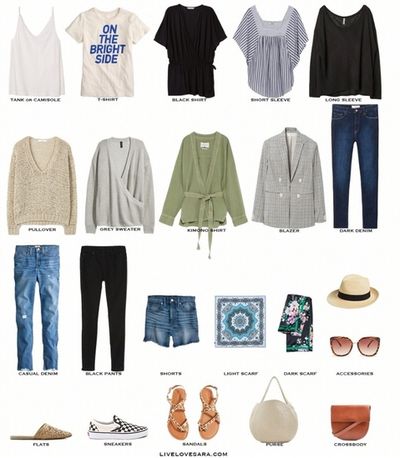 ON
THE
BRIGHT
SIDE
TANK OR CAMISOLE
T-SHIRT
BLACK SHIRT
SHORT SLEEVE
LONG SLEEVE
PULLOVER
GREY SWEATER
KIMONO SHIRT
BLAZER
DARK DENIM
CASUAL DENIM
BLACK PANTS
SHORTS
LIGHT SCARF
DARK SCARF
ACCESSORIES
FLATS
SNEAKERS
SANDALS
PURSE
CROSSBODY
LIVELOVESARA.COM